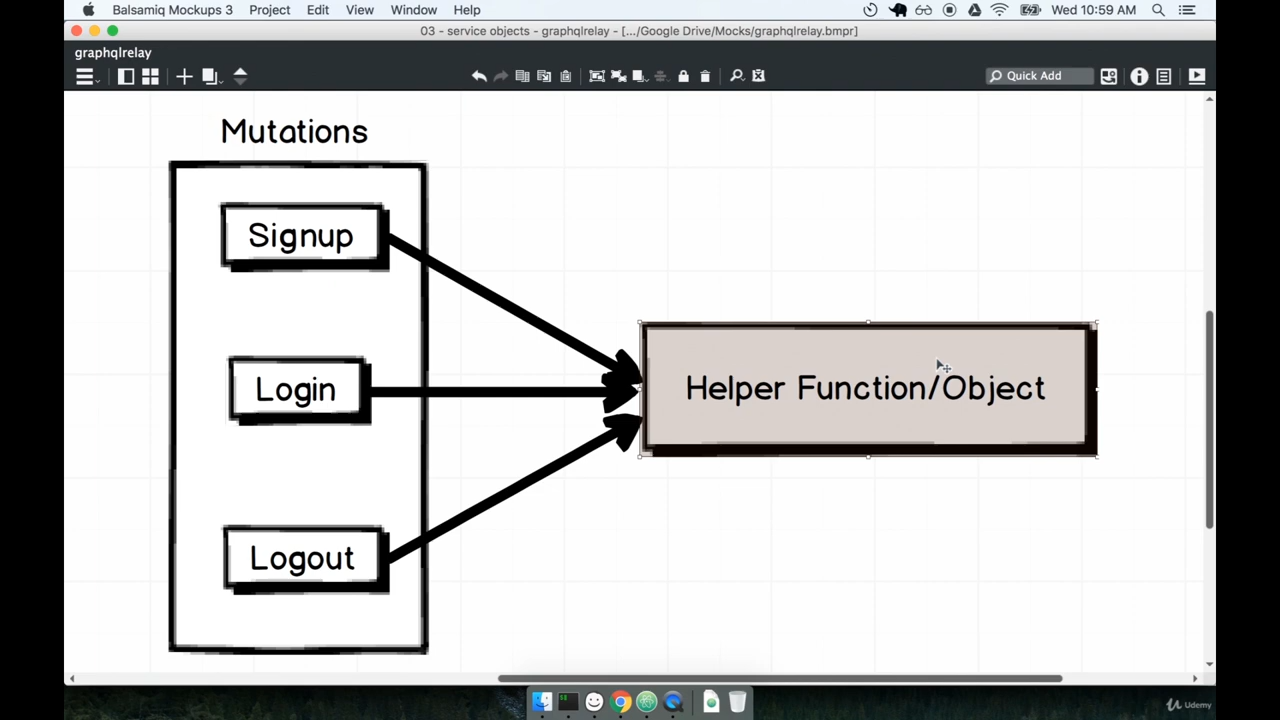 Balsamiq Mockups 3 Project Edit View Window Help Wed 10:59 AM
03 - service objects - graphqlrelay - [.../Google Drive/Mocks/graphqlrelay.bmpr]
graphqlrelay
Quick Add
Mutations
Signup
Login
Helper Function/Object
Logout
Udemy